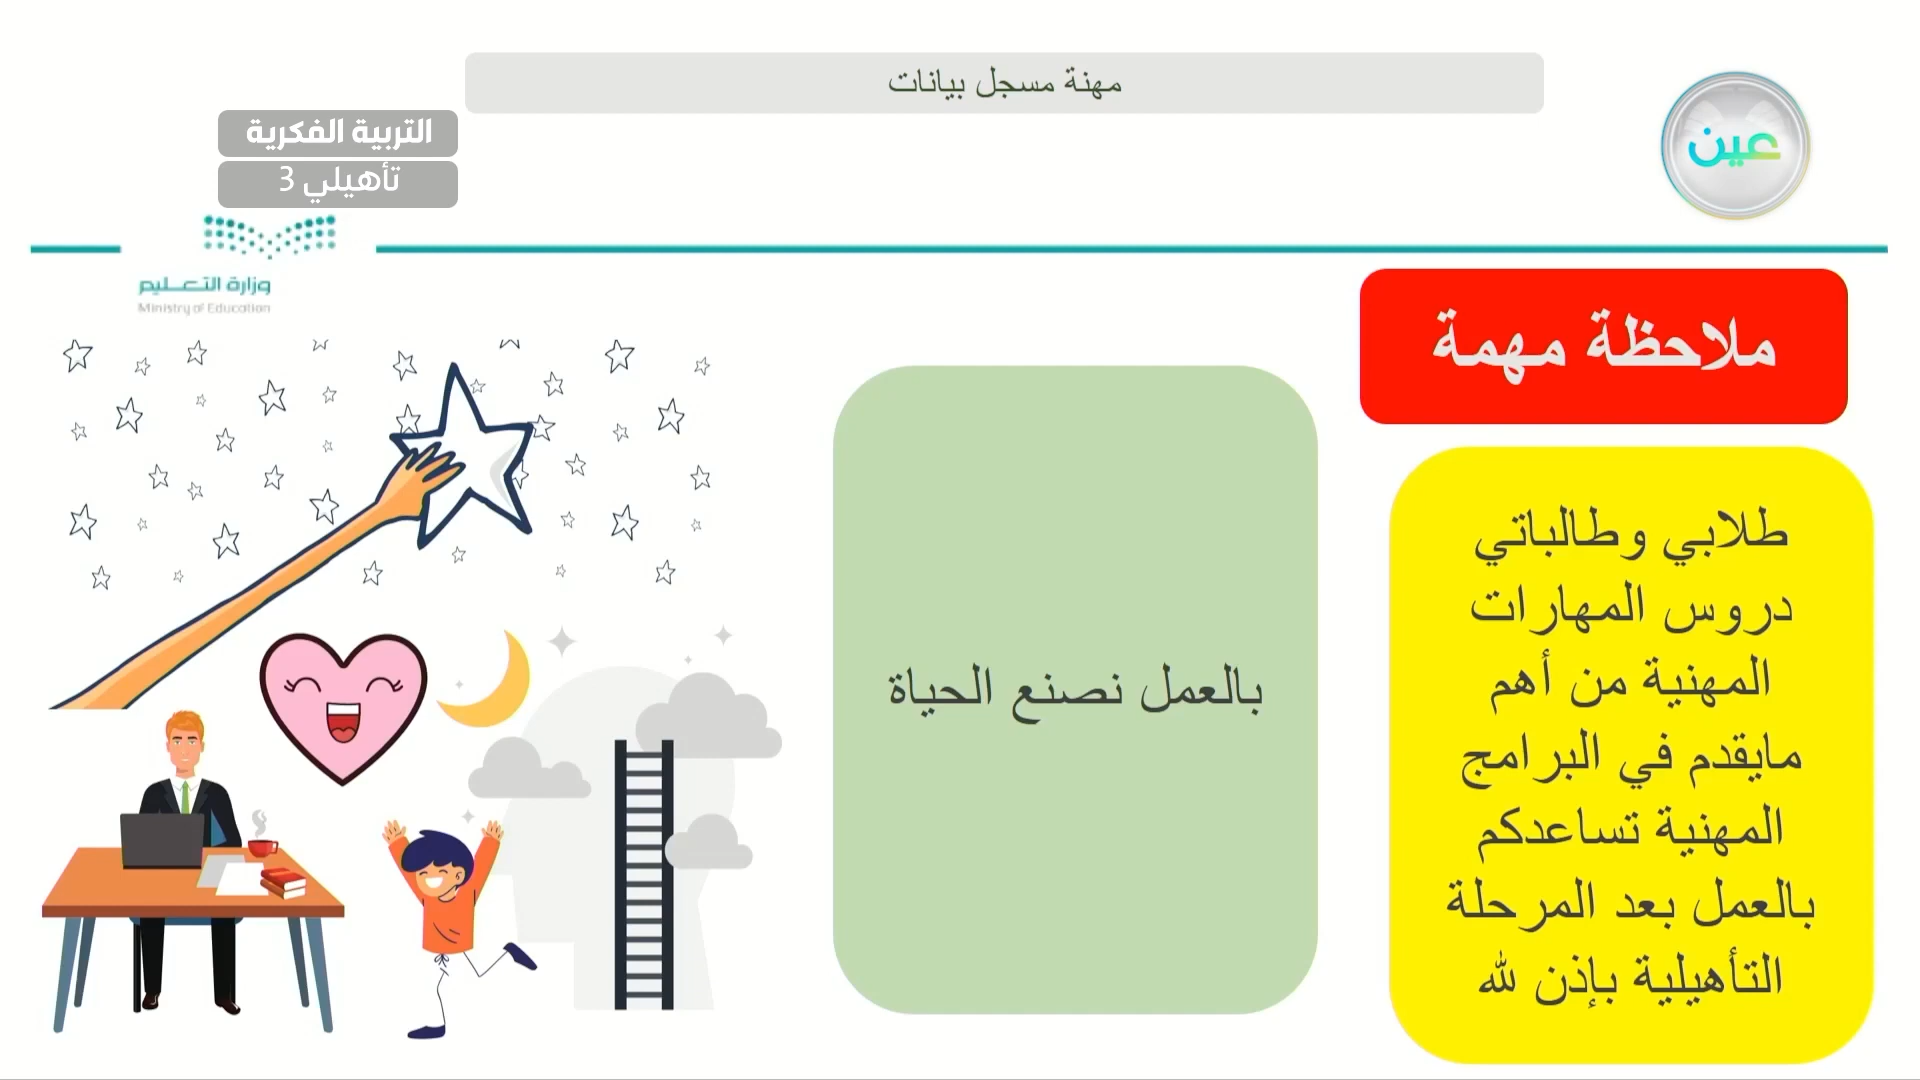 مهنة مسجل بيانات
عين
التربية الفكرية
تأهيلي 3
وزارة التعليم
Ministry of Education
ملاحظة مهمة
طلابي وطالباتي
دروس المهارات
المهنية من أهم
مايقدم في البرامج
المهنية تساعدكم
بالعمل بعد المرحلة
التأهيلية بإذن لله
بالعمل نصنع الحياة